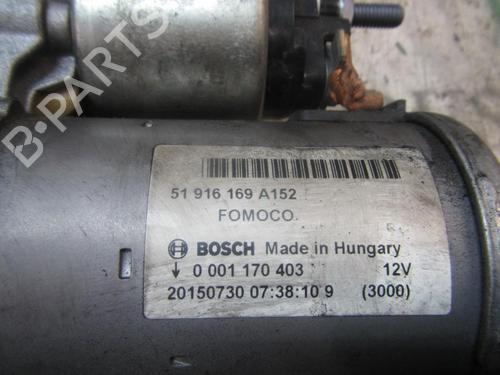 B-PARTS
51 916 169 A152
FOMOCO.
BOSCH Made in Hungary
↓ 0 001 170 403 12V
20150730 07:38:10 9 (3000)